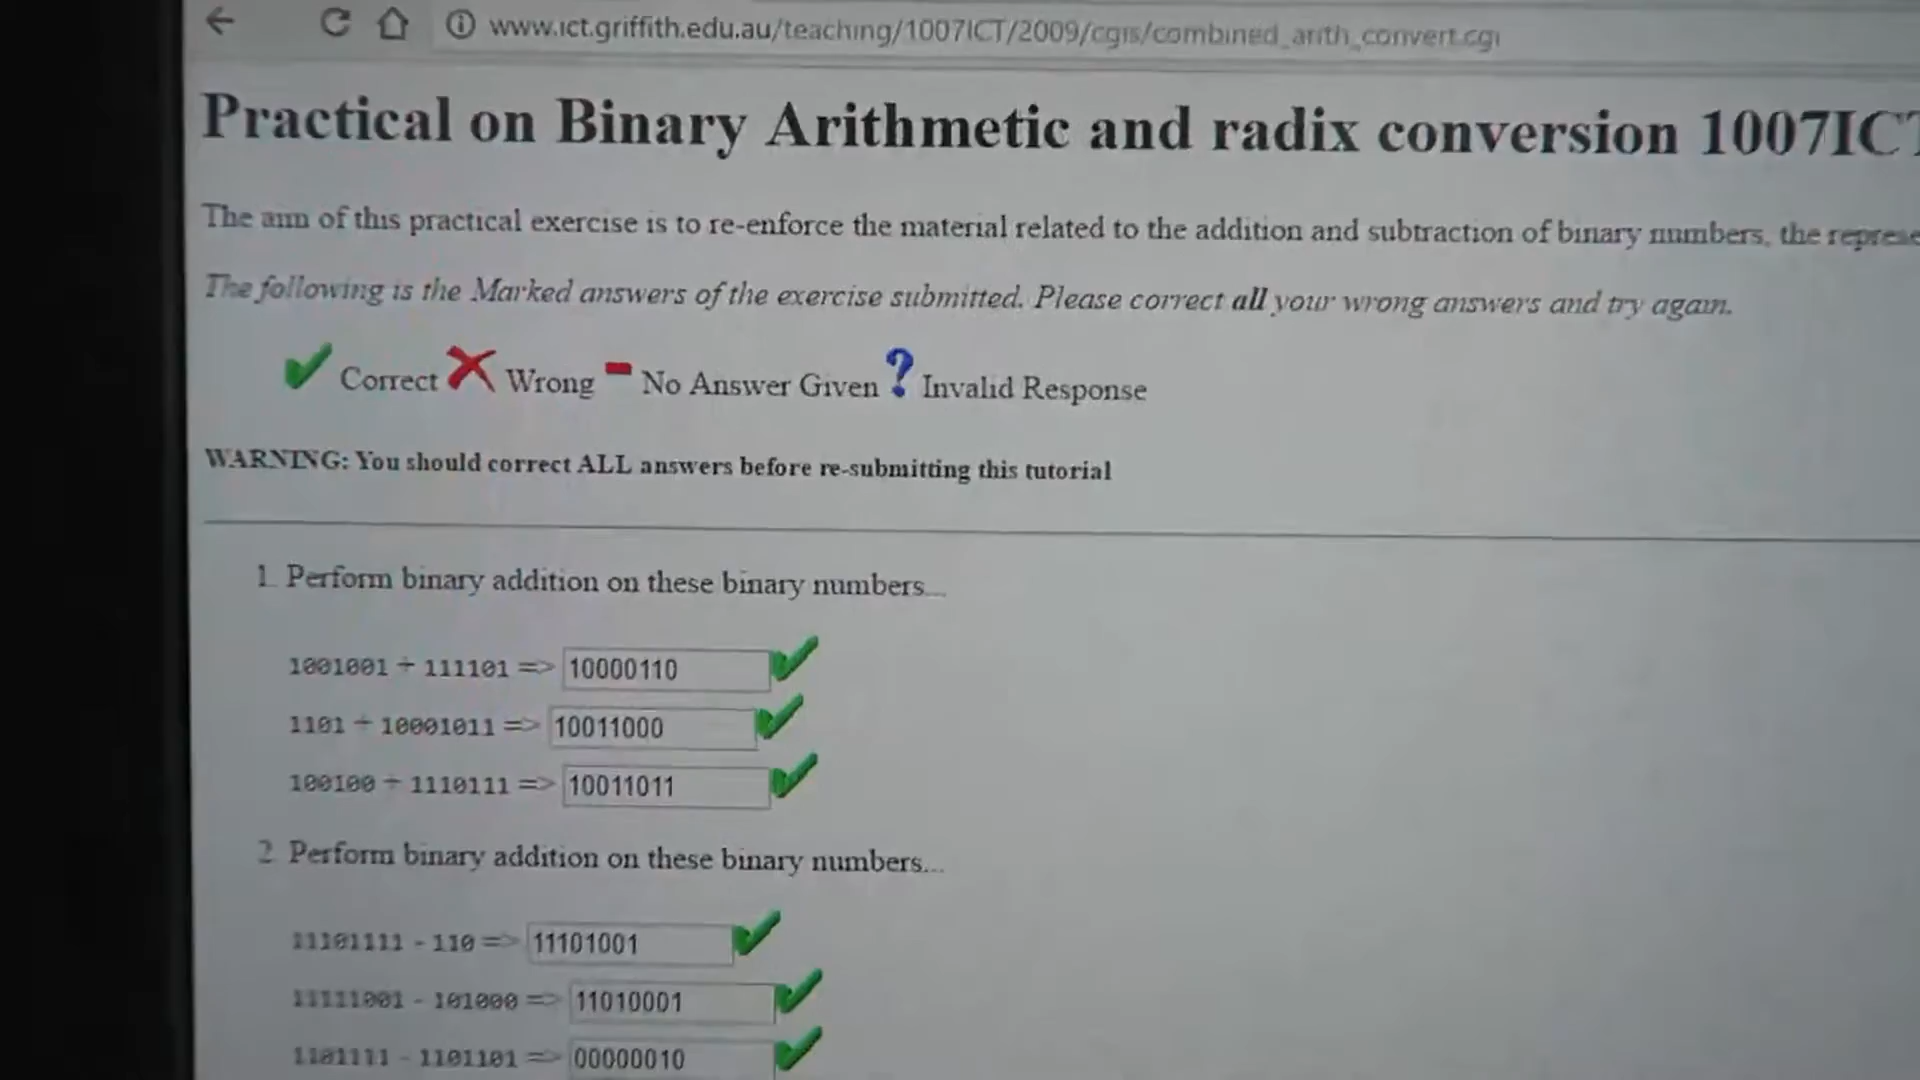 www.ict.griffith.edu.au/teaching/1007ICT/2009/cgis/combined_arith_convert.cgi
Practical on Binary Arithmetic and radix conversion 1007ICT
The aim of this practical exercise is to re-enforce the material related to the addition and subtraction of binary numbers, the
The following is the Marked answers of the exercise submitted. Please correct all your wrong answers and try again.
Correct Wrong No Answer Given ? Invalid Response
WARNING: You should correct ALL answers before re-submitting this tutorial
1. Perform binary addition on these binary numbers...
1001001 + 111101 => 10000110
1101 + 10001011 => 10011000
100100 + 1110111 => 10011011
2. Perform binary addition on these binary numbers...
11101111 - 110 => 11101001
11111001 - 101000 => 11010001
1101111 - 1101101 => 00000010